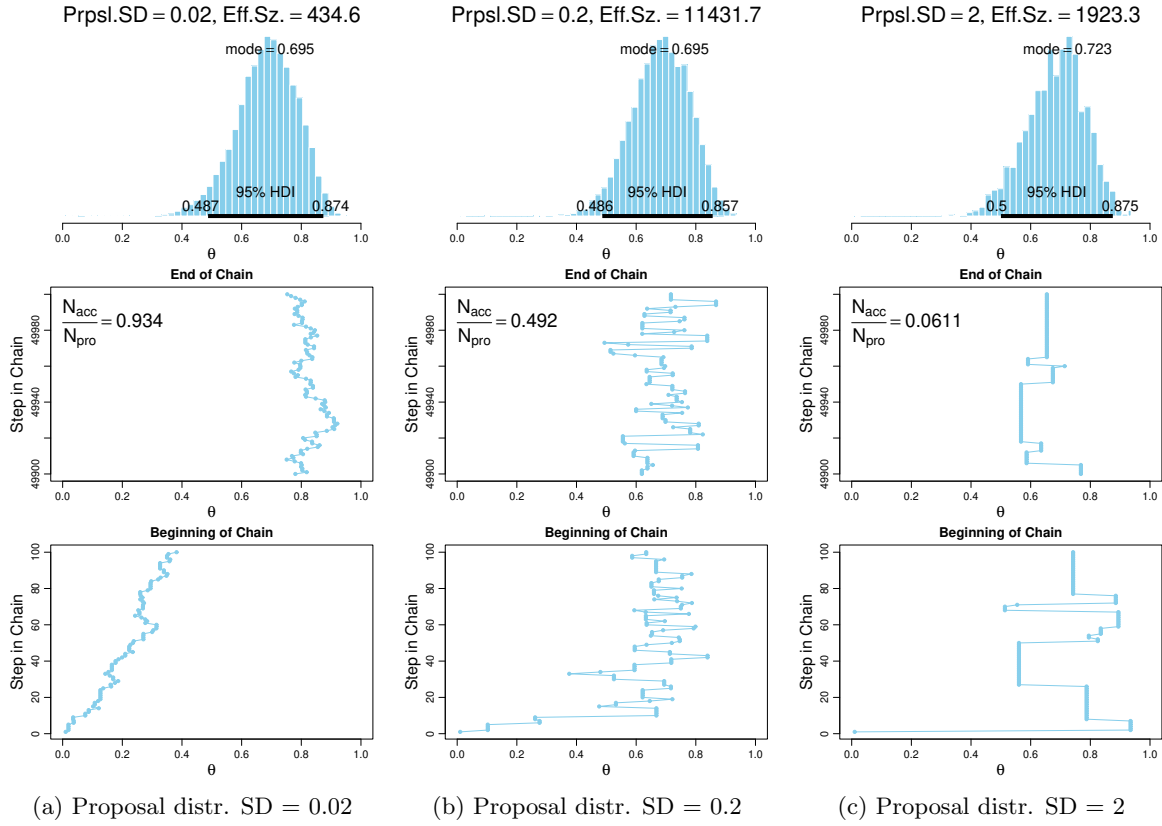 Prpsl.SD = 0.02, Eff.Sz. = 434.6
mode = 0.695
95% HDI
0.487 0.874
0.0 0.2 0.4 0.6 0.8 1.0
θ
End of Chain
N_acc
N_pro
= 0.934
Step in Chain
49900 49940 49980
0.0 0.2 0.4 0.6 0.8 1.0
θ
Beginning of Chain
Step in Chain
0 20 40 60 80 100
0.0 0.2 0.4 0.6 0.8 1.0
θ
(a) Proposal distr. SD = 0.02
Prpsl.SD = 0.2, Eff.Sz. = 11431.7
mode = 0.695
95% HDI
0.486 0.857
0.0 0.2 0.4 0.6 0.8 1.0
θ
End of Chain
N_acc
N_pro
= 0.492
Step in Chain
49900 49940 49980
0.0 0.2 0.4 0.6 0.8 1.0
θ
Beginning of Chain
Step in Chain
0 20 40 60 80 100
0.0 0.2 0.4 0.6 0.8 1.0
θ
(b) Proposal distr. SD = 0.2
Prpsl.SD = 2, Eff.Sz. = 1923.3
mode = 0.723
95% HDI
0.5 0.875
0.0 0.2 0.4 0.6 0.8 1.0
θ
End of Chain
N_acc
N_pro
= 0.0611
Step in Chain
49900 49940 49980
0.0 0.2 0.4 0.6 0.8 1.0
θ
Beginning of Chain
Step in Chain
0 20 40 60 80 100
0.0 0.2 0.4 0.6 0.8 1.0
θ
(c) Proposal distr. SD = 2